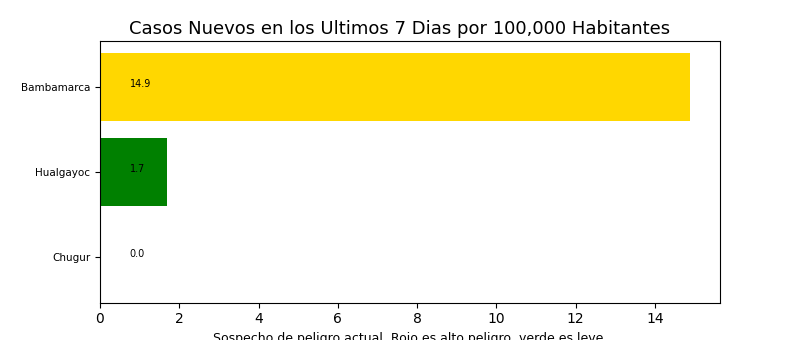 Casos Nuevos en los Ultimos 7 Dias por 100,000 Habitantes
Bambamarca
14.9
Hualgayoc
1.7
Chugur
0.0
0 2 4 6 8 10 12 14
Sospecho de peligro actual. Rojo es alto peligro, verde es leve